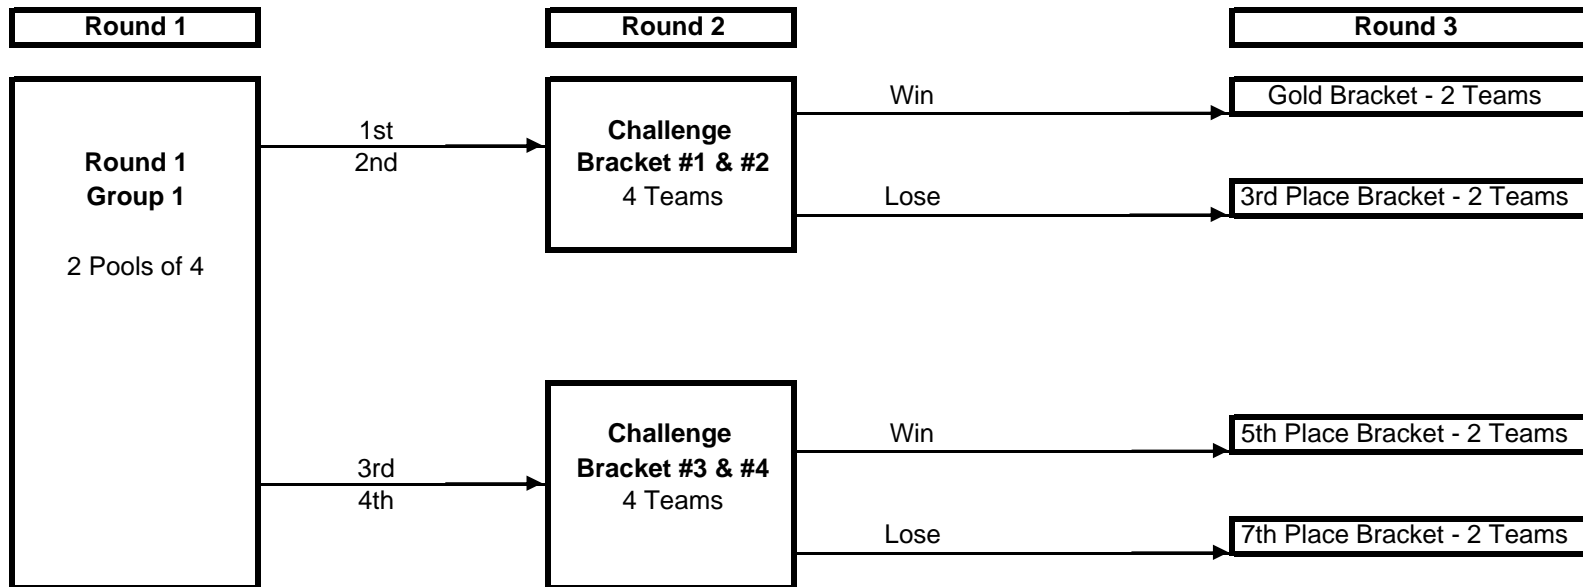 Round 1
Round 2
Round 3
Round 1
Group 1
2 Pools of 4
1st
2nd
3rd
4th
Challenge
Bracket #1 & #2
4 Teams
Challenge
Bracket #3 & #4
4 Teams
Win
Lose
Win
Lose
Gold Bracket - 2 Teams
3rd Place Bracket - 2 Teams
5th Place Bracket - 2 Teams
7th Place Bracket - 2 Teams